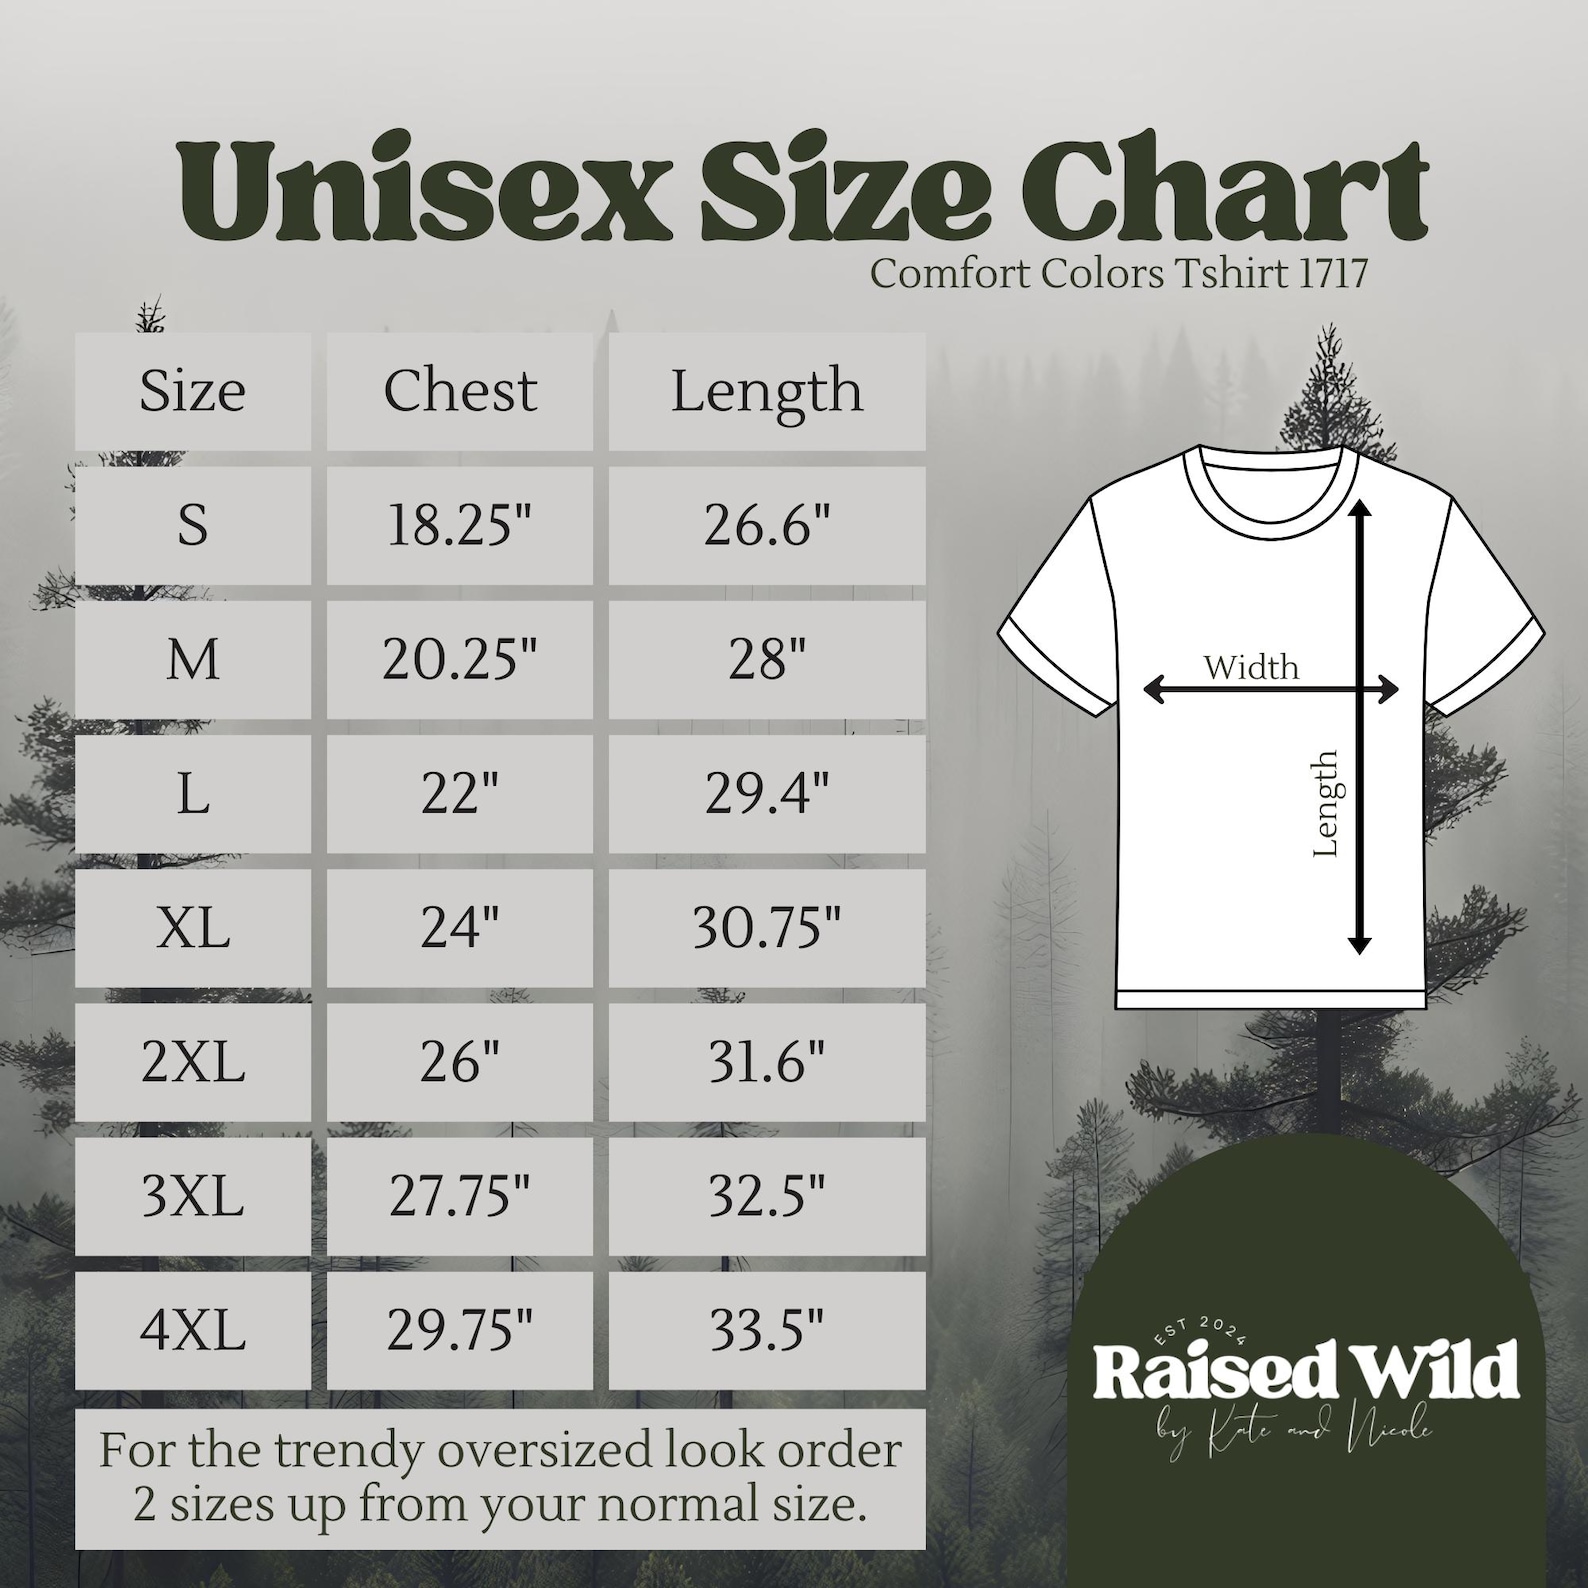 Unisex Size Chart
Comfort Colors Tshirt 1717
Size Chest Length
S 18.25" 26.6"
M 20.25" 28"
L 22" 29.4"
XL 24" 30.75"
2XL 26" 31.6"
3XL 27.75" 32.5"
4XL 29.75" 33.5"
For the trendy oversized look order
2 sizes up from your normal size.
Width
Length
EST 2024
Raised Wild
by Kate and Nicole